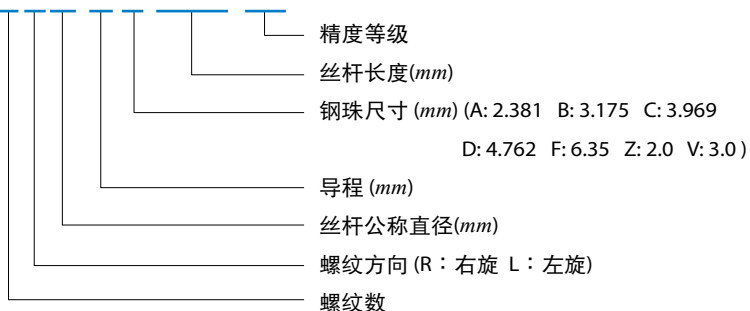 精度等级
丝杆长度(mm)
钢珠尺寸 (mm) (A: 2.381 B: 3.175 C: 3.969
D: 4.762 F: 6.35 Z: 2.0 V: 3.0 )
导程 (mm)
丝杆公称直径(mm)
螺纹方向 (R：右旋 L：左旋)
螺纹数